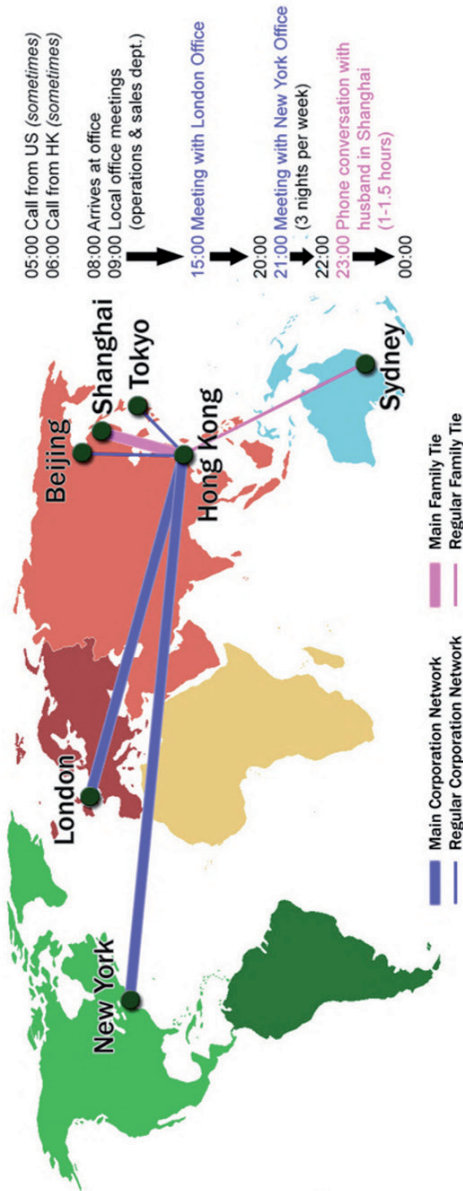 New York
London
Beijing
Shanghai
Tokyo
Hong Kong
Sydney
05:00 Call from US (sometimes)
06:00 Call from HK (sometimes)
08:00 Arrives at office
09:00 Local office meetings
(operations & sales dept.)
15:00 Meeting with London Office
20:00
21:00 Meeting with New York Office
(3 nights per week)
22:00
23:00 Phone conversation with
husband in Shanghai
(1-1.5 hours)
00:00
Main Corporation Network
Regular Corporation Network
Main Family Tie
Regular Family Tie